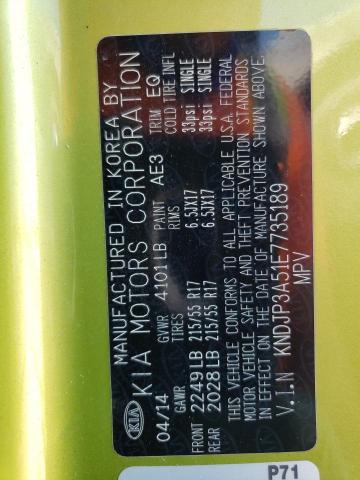 MANUFACTURED IN KOREA BY
KIA KIA MOTORS CORPORATION
04/14 GVWR 4101LB PAINT AE3 TRIM EQ
GAWR TIRES RIMS COLD TIRE INFL
FRONT 2249LB 215/55 R17 6.5JX17 33psi SINGLE
REAR 2028LB 215/55 R17 6.5JX17 33psi SINGLE
THIS VEHICLE CONFORMS TO ALL APPLICABLE U.S.A. FEDERAL
MOTOR VEHICLE SAFETY AND THEFT PREVENTION STANDARDS
IN EFFECT ON THE DATE OF MANUFACTURE SHOWN ABOVE.
V.I.N KNDJP3A51E7735189
MPV
P71